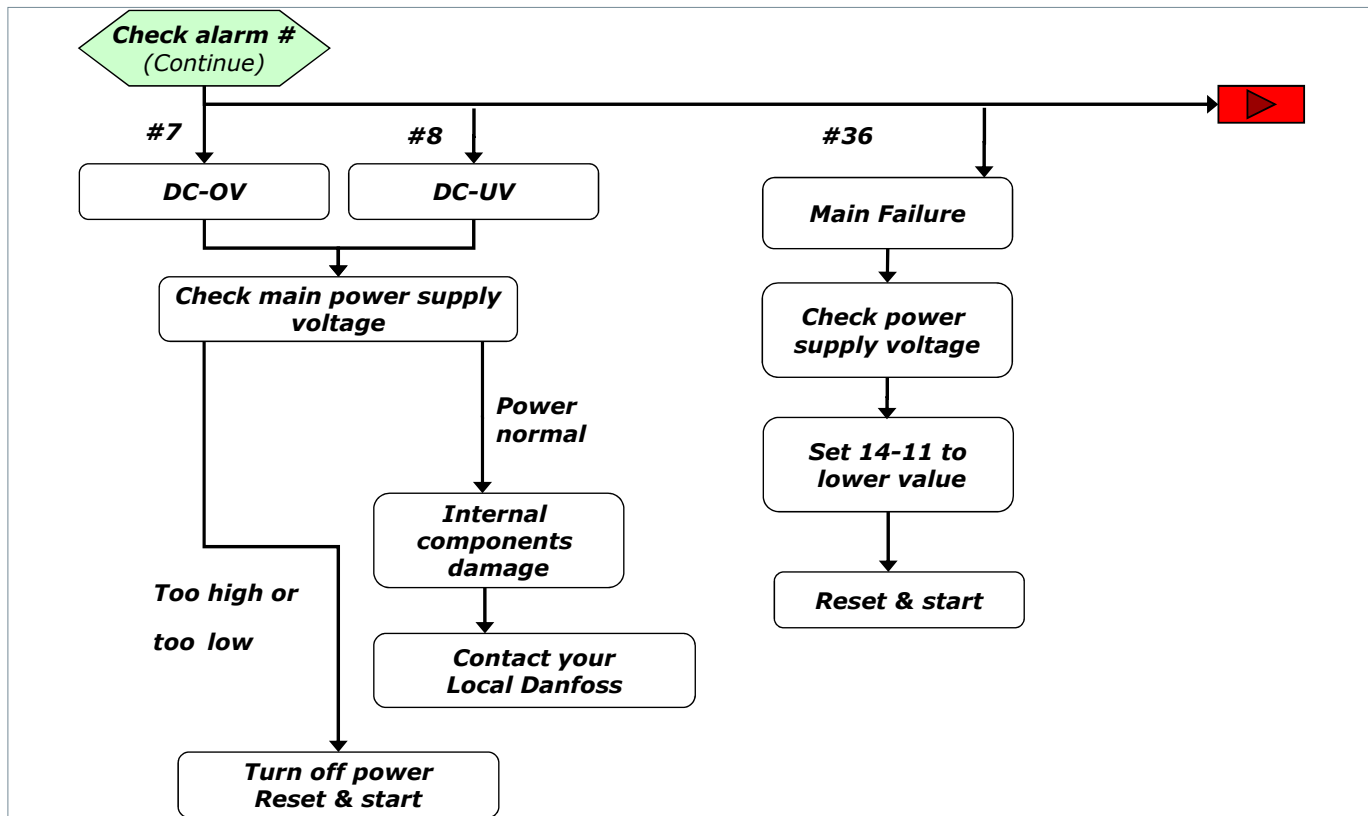 Check alarm #
(Continue)
#7
#8
#36
DC-OV
DC-UV
Main Failure
Check main power supply
voltage
Check power
supply voltage
Power
normal
Set 14-11 to
lower value
Internal
components
damage
Too high or
too low
Reset & start
Contact your
Local Danfoss
Turn off power
Reset & start